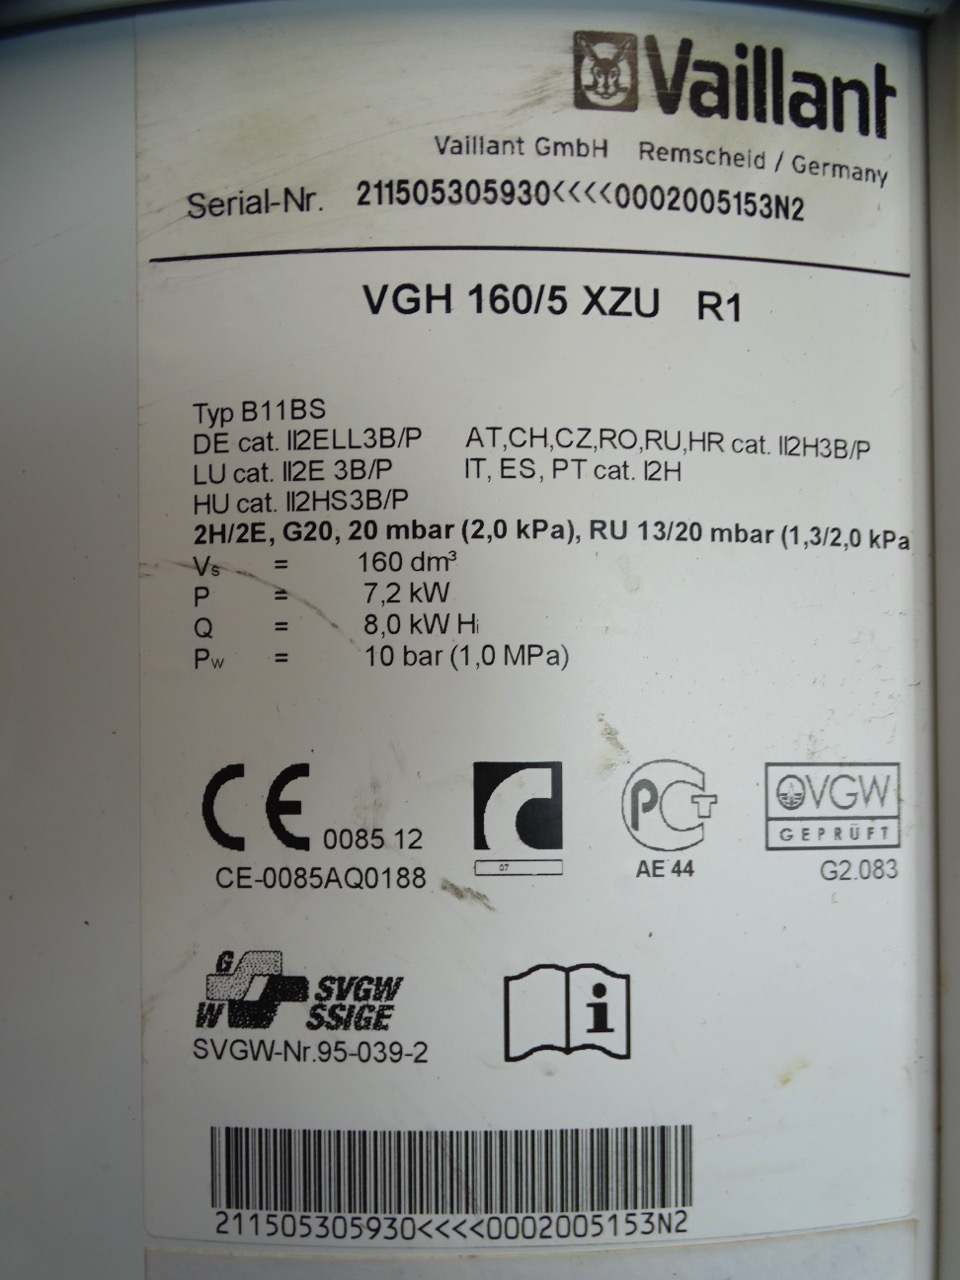 Vaillant
Vaillant GmbH Remscheid / Germany
Serial-Nr. 211505305930<<<<0002005153N2
VGH 160/5 XZU R1
Typ B11BS
DE cat. II2ELL3B/P AT,CH,CZ,RO,RU,HR cat. II2H3B/P
LU cat. II2E 3B/P IT, ES, PT cat. I2H
HU cat. II2HS3B/P
2H/2E, G20, 20 mbar (2,0 kPa), RU 13/20 mbar (1,3/2,0 kPa
Vs = 160 dm³
P = 7,2 kW
Q = 8,0 kW Hi
Pw = 10 bar (1,0 MPa)
CE 0085 12
CE-0085AQ0188
07
РСТ
AE 44
ÖVGW
GEPRÜFT
G2.083
G
W
SVGW
SSIGE
SVGW-Nr.95-039-2
i
211505305930<<<<0002005153N2